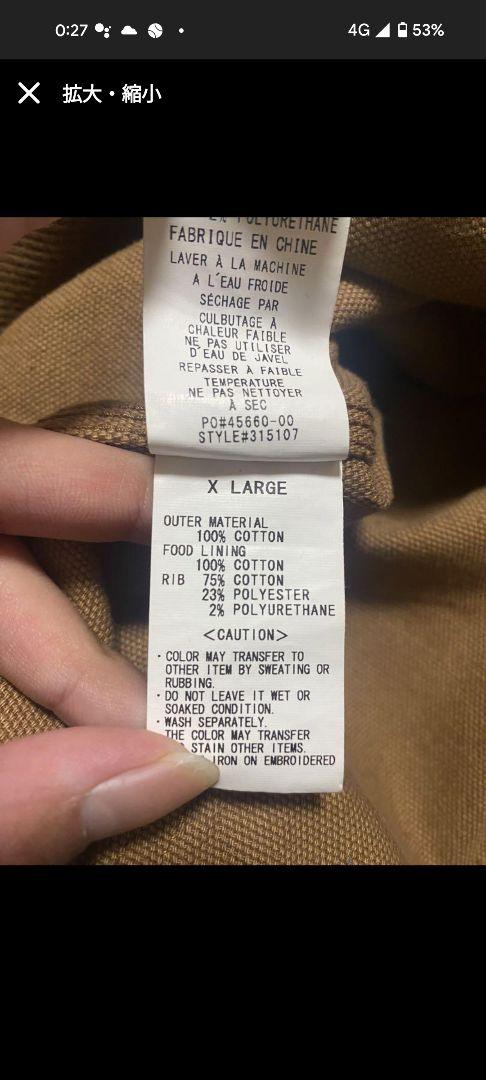 0:27
4G 53%
拡大・縮小
2% POLYURETHANE
FABRIQUE EN CHINE
LAVER À LA MACHINE
A L'EAU FROIDE
SÉCHAGE PAR
CULBUTAGE À
CHALEUR FAIBLE
NE PAS UTILISER
D'EAU DE JAVEL
REPASSER À FAIBLE
TEMPÉRATURE
NE PAS NETTOYER
À SEC
PO#45660-00
STYLE#315107
X LARGE
OUTER MATERIAL
100% COTTON
FOOD LINING
100% COTTON
RIB 75% COTTON
23% POLYESTER
2% POLYURETHANE
<CAUTION>
・COLOR MAY TRANSFER TO
OTHER ITEM BY SWEATING OR
RUBBING.
・DO NOT LEAVE IT WET OR
SOAKED CONDITION.
・WASH SEPARATELY.
THE COLOR MAY TRANSFER
STAIN OTHER ITEMS.
IRON ON EMBROIDERED